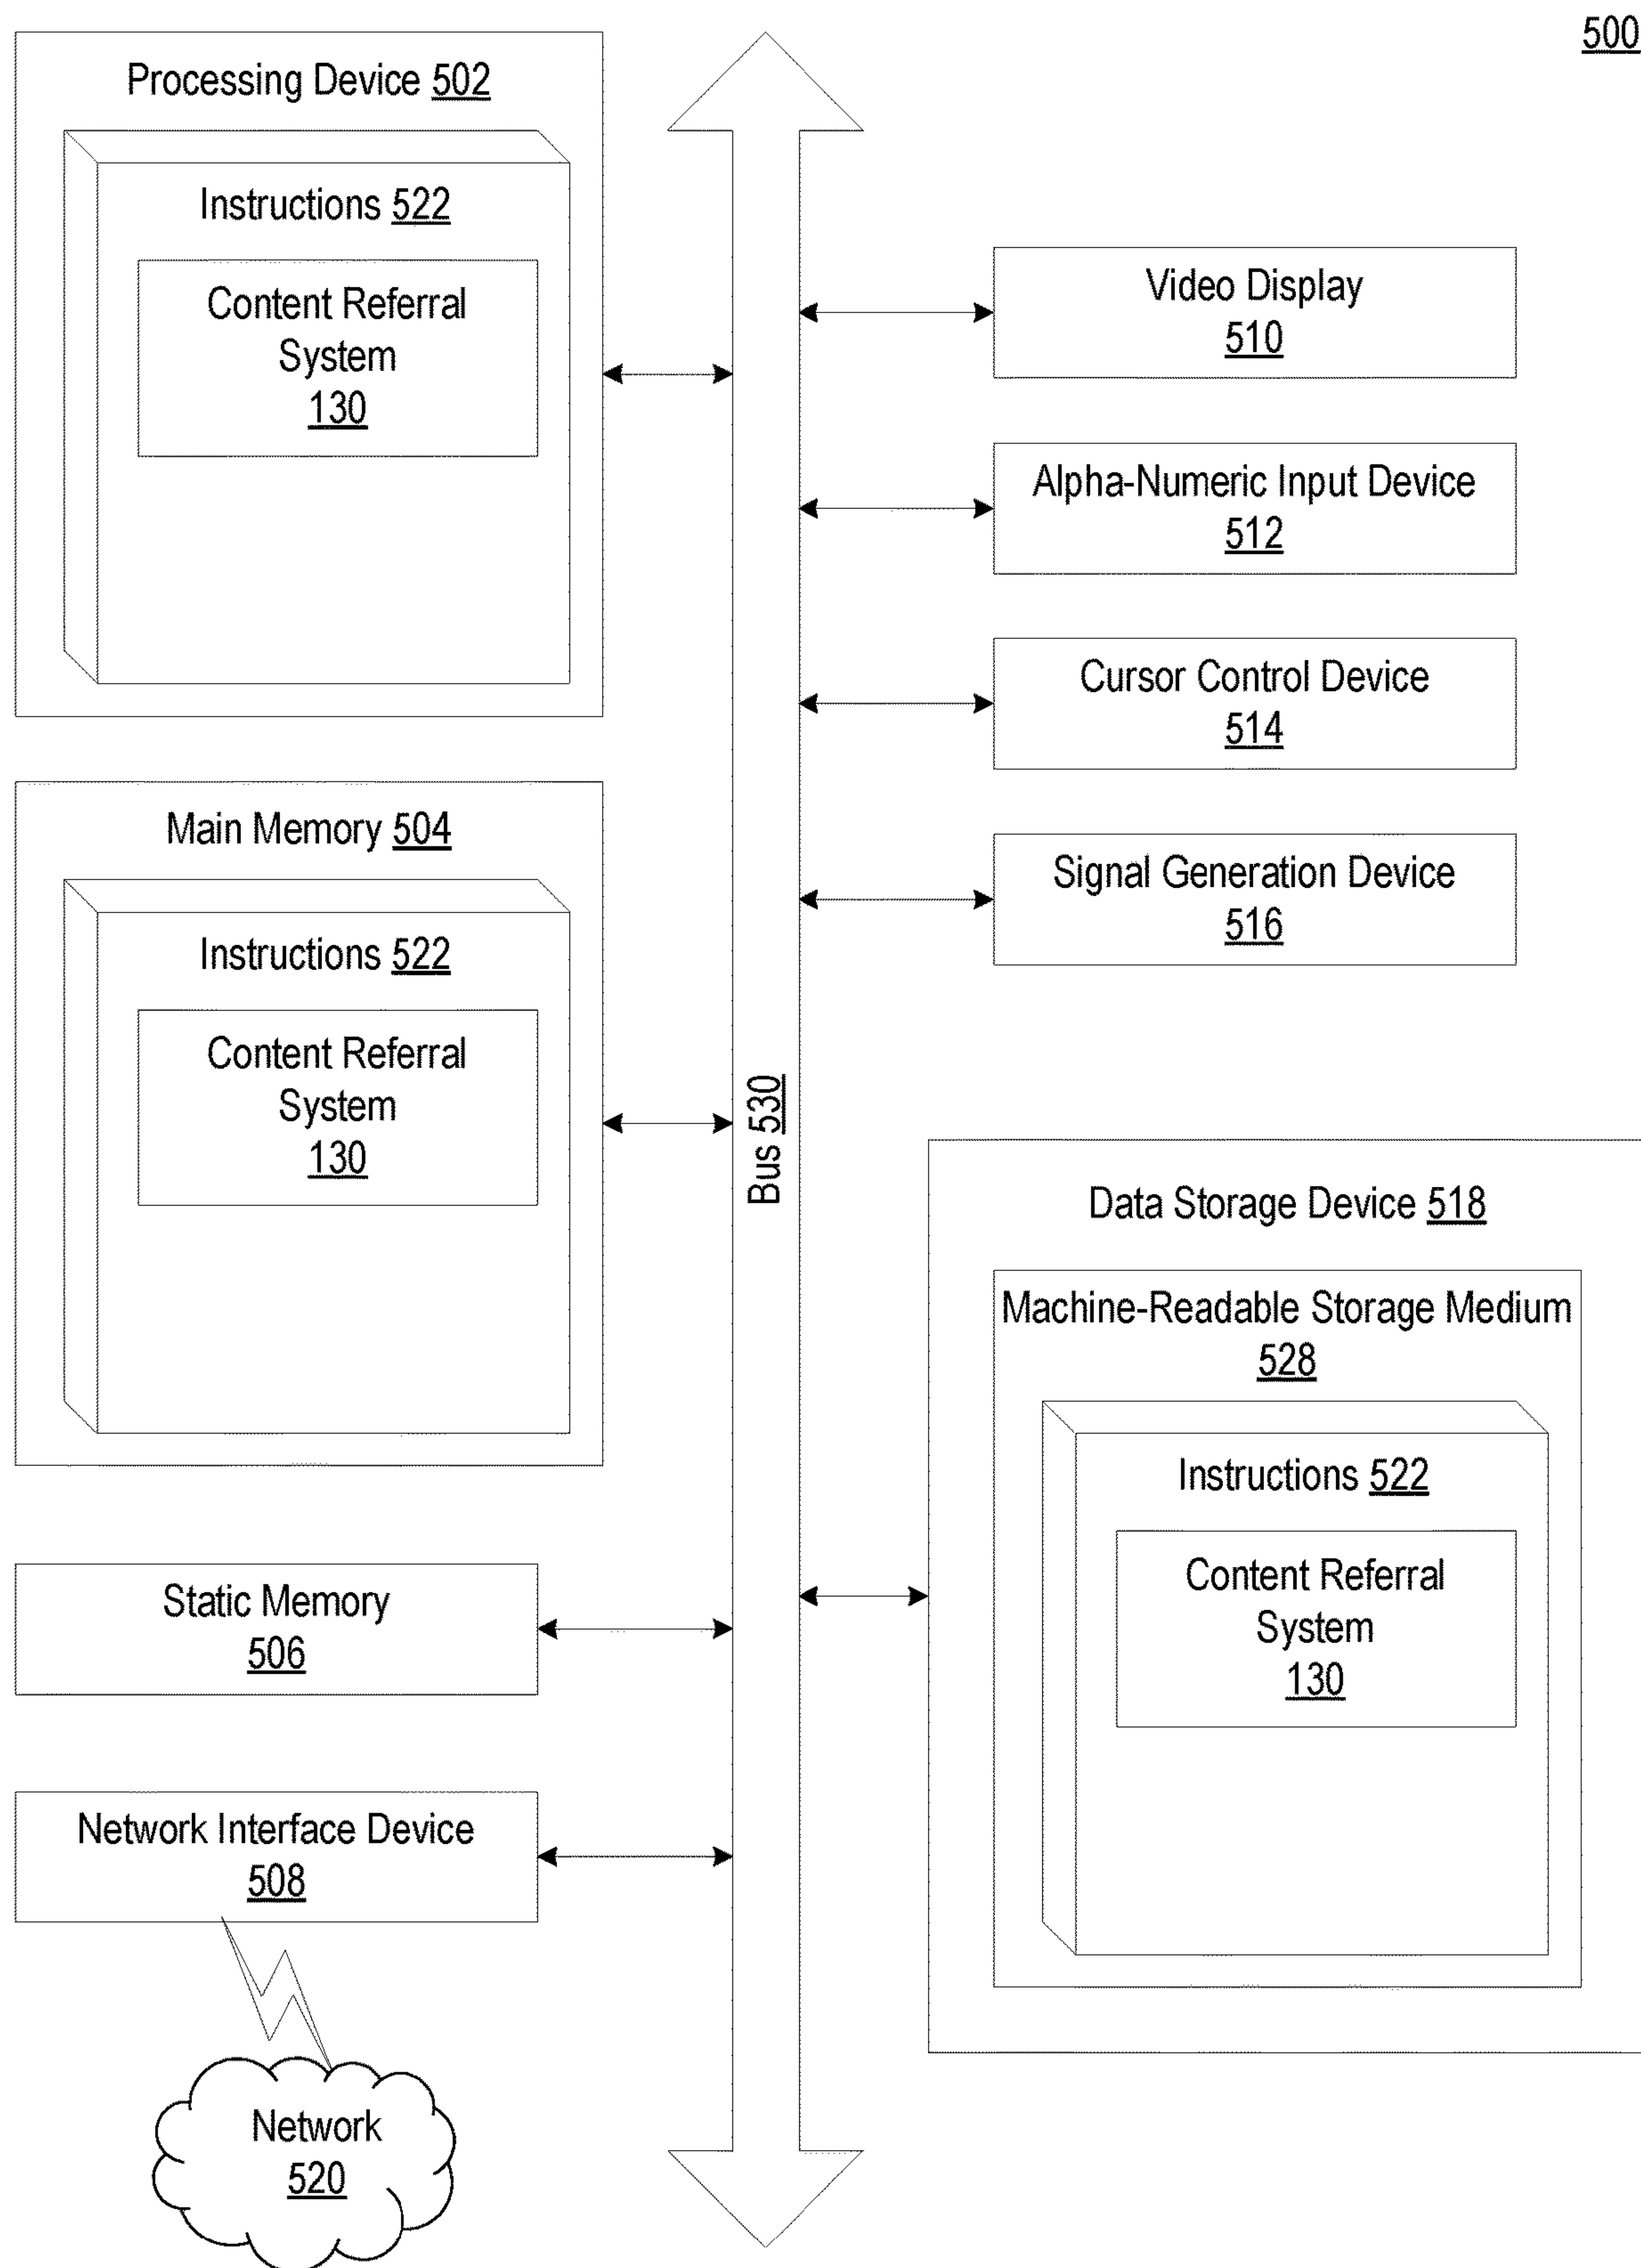 500
Processing Device 502
Instructions 522
Content Referral
System
130
Main Memory 504
Instructions 522
Content Referral
System
130
Static Memory
506
Network Interface Device
508
Network
520
Bus 530
Video Display
510
Alpha-Numeric Input Device
512
Cursor Control Device
514
Signal Generation Device
516
Data Storage Device 518
Machine-Readable Storage Medium
528
Instructions 522
Content Referral
System
130